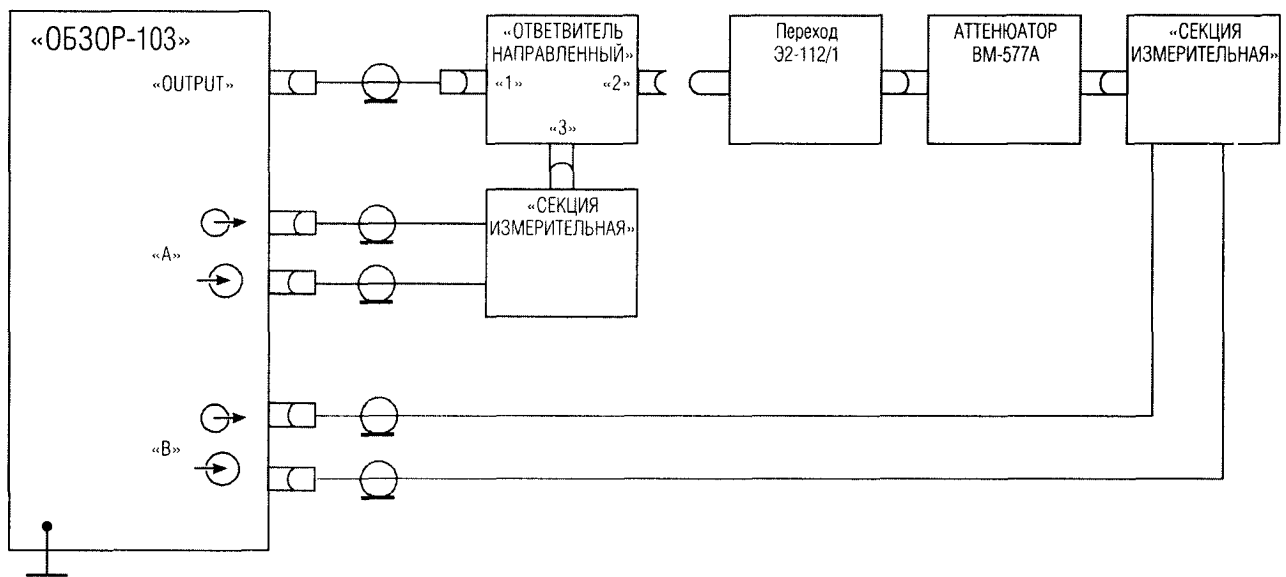 «ОБЗОР-103»
«OUTPUT»
«А»
«В»
«ОТВЕТВИТЕЛЬ
НАПРАВЛЕННЫЙ»
«1»
«2»
«3»
«СЕКЦИЯ
ИЗМЕРИТЕЛЬНАЯ»
Переход
Э2-112/1
АТТЕНЮАТОР
ВМ-577А
«СЕКЦИЯ
ИЗМЕРИТЕЛЬНАЯ»